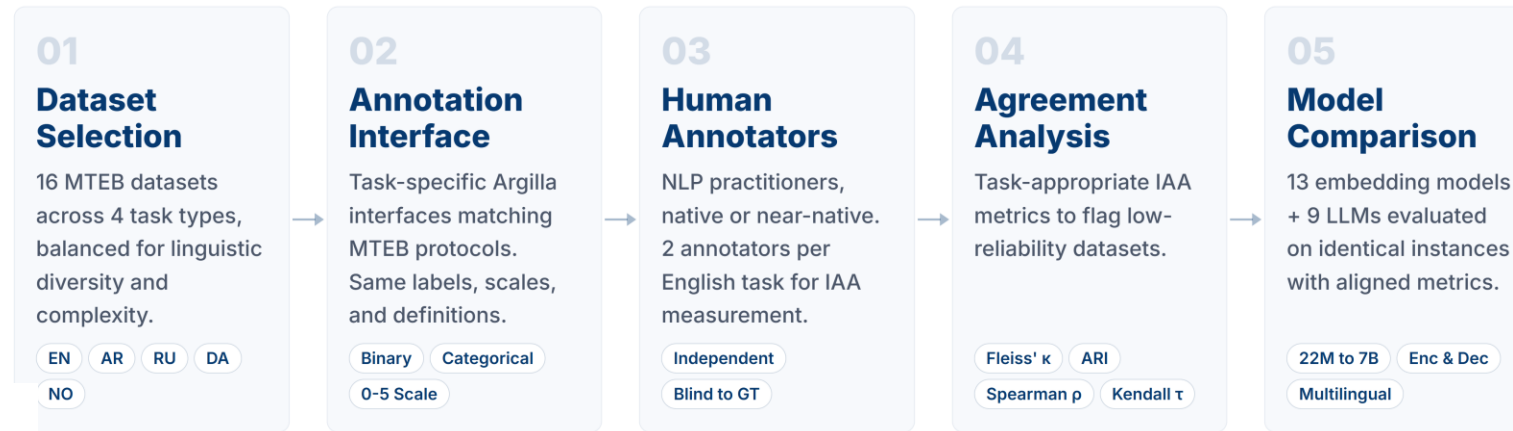 01
Dataset
Selection
16 MTEB datasets
across 4 task types,
balanced for linguistic
diversity and
complexity.
EN AR RU DA
NO
02
Annotation
Interface
Task-specific Argilla
interfaces matching
MTEB protocols.
Same labels, scales,
and definitions.
Binary Categorical
0-5 Scale
03
Human
Annotators
NLP practitioners,
native or near-native.
2 annotators per
English task for IAA
measurement.
Independent
Blind to GT
04
Agreement
Analysis
Task-appropriate IAA
metrics to flag low-
reliability datasets.
Fleiss' κ ARI
Spearman ρ Kendall τ
05
Model
Comparison
13 embedding models
+ 9 LLMs evaluated
on identical instances
with aligned metrics.
22M to 7B Enc & Dec
Multilingual